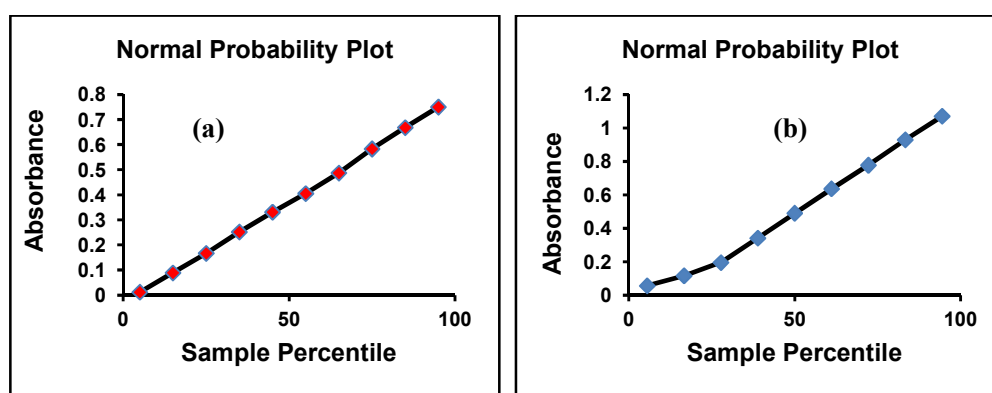 Normal Probability Plot
(a)
Absorbance
0.8
0.7
0.6
0.5
0.4
0.3
0.2
0.1
0
0 50 100
Sample Percentile
Normal Probability Plot
(b)
Absorbance
1.2
1
0.8
0.6
0.4
0.2
0
0 50 100
Sample Percentile